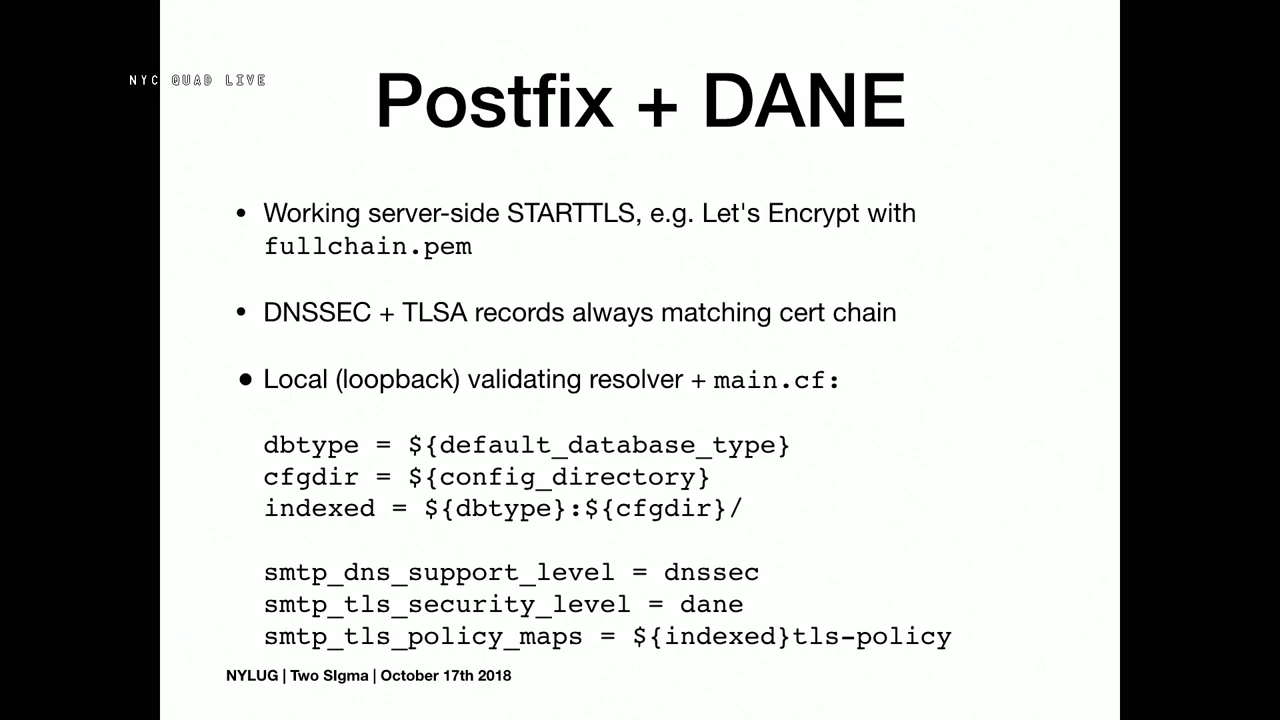 NYC QUAD LIVE
Postfix + DANE
• Working server-side STARTTLS, e.g. Let's Encrypt with
fullchain.pem
• DNSSEC + TLSA records always matching cert chain
• Local (loopback) validating resolver + main.cf:
dbtype = ${default_database_type}
cfgdir = ${config_directory}
indexed = ${dbtype}:${cfgdir}/
smtp_dns_support_level = dnssec
smtp_tls_security_level = dane
smtp_tls_policy_maps = ${indexed}tls-policy
NYLUG | Two SIgma | October 17th 2018